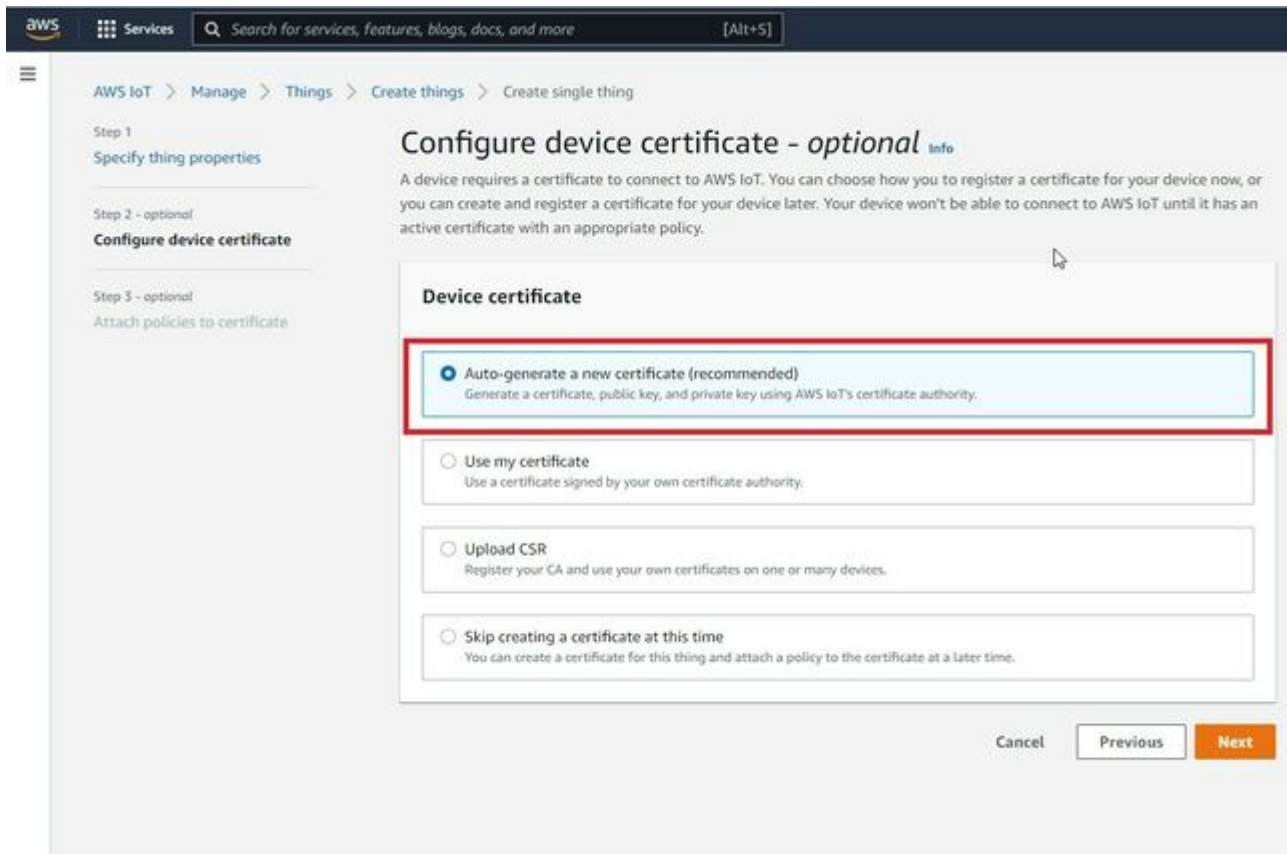 aws
Services
Search for services, features, blogs, docs, and more
[Alt+S]
AWS IoT > Manage > Things > Create things > Create single thing
Step 1
Specify thing properties
Step 2 - optional
Configure device certificate
Step 3 - optional
Attach policies to certificate
Configure device certificate - optional Info
A device requires a certificate to connect to AWS IoT. You can choose how you to register a certificate for your device now, or
you can create and register a certificate for your device later. Your device won't be able to connect to AWS IoT until it has an
active certificate with an appropriate policy.
Device certificate
Auto-generate a new certificate (recommended)
Generate a certificate, public key, and private key using AWS IoT's certificate authority.
Use my certificate
Use a certificate signed by your own certificate authority.
Upload CSR
Register your CA and use your own certificates on one or many devices.
Skip creating a certificate at this time
You can create a certificate for this thing and attach a policy to the certificate at a later time.
Cancel
Previous
Next